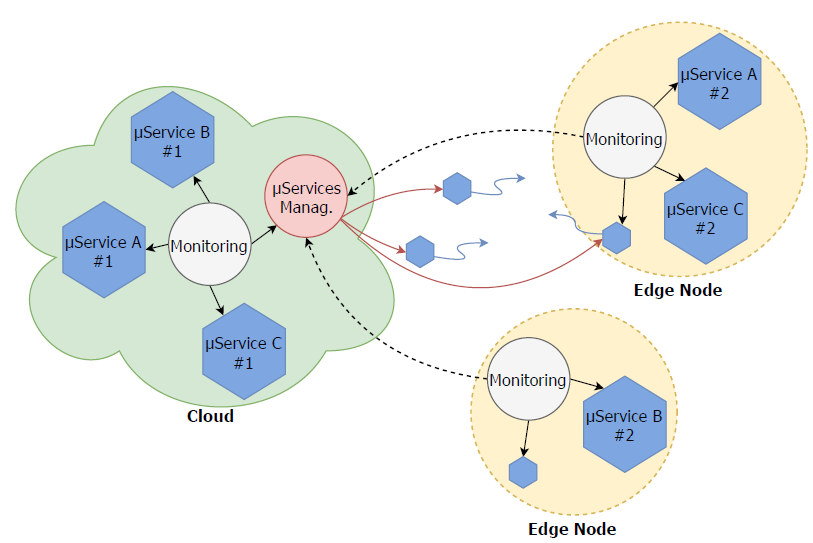 µService B
#1
µService A
#1
Monitoring
µServices
Manag.
µService C
#1
Cloud
µService A
#2
Monitoring
µService C
#2
Edge Node
Monitoring
µService B
#2
Edge Node